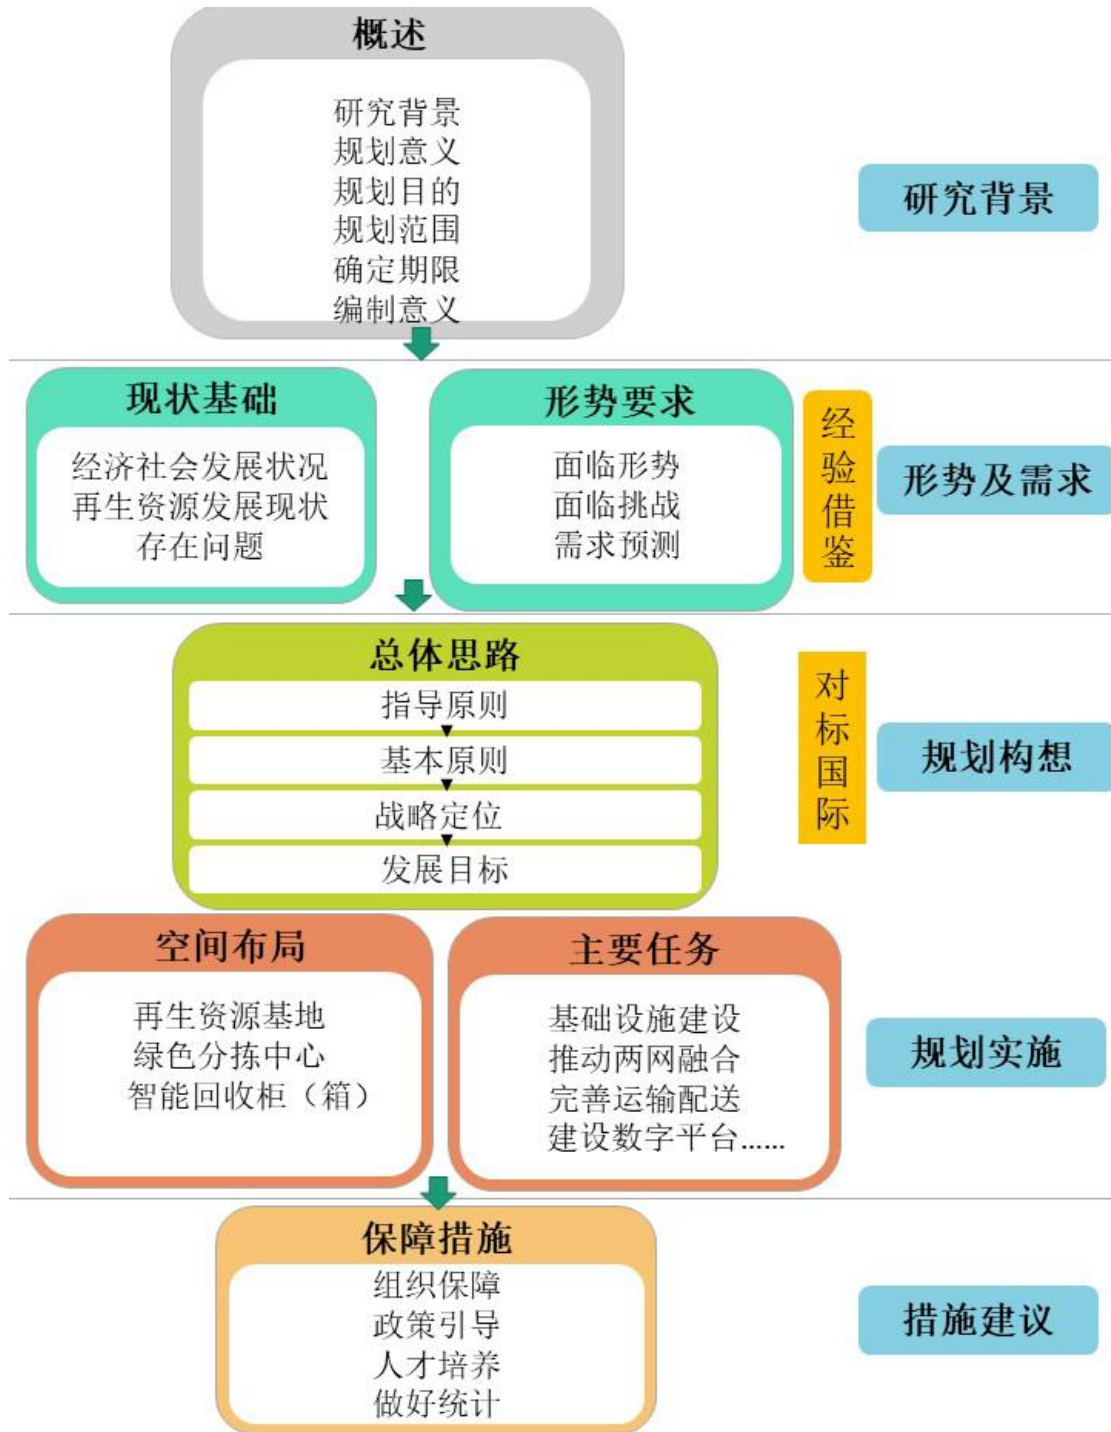 概述
研究背景
规划意义
规划目的
规划范围
确定期限
编制意义
研究背景
现状基础
经济社会发展状况
再生资源发展现状
存在问题
形势要求
面临形势
面临挑战
需求预测
经验借鉴
形势及需求
总体思路
指导原则
基本原则
战略定位
发展目标
对标国际
规划构想
空间布局
再生资源基地
绿色分拣中心
智能回收柜（箱）
主要任务
基础设施建设
推动两网融合
完善运输配送
建设数字平台……
规划实施
保障措施
组织保障
政策引导
人才培养
做好统计
措施建议